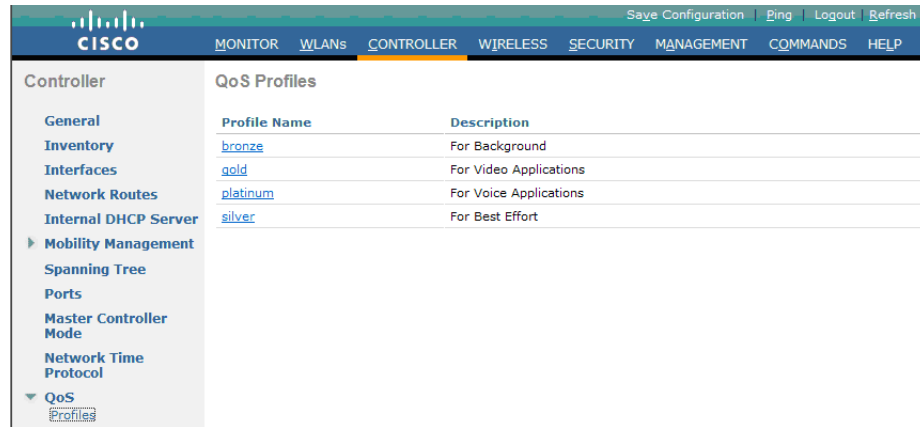 Save Configuration | Ping | Logout | Refresh
CISCO
MONITOR WLANs CONTROLLER WIRELESS SECURITY MANAGEMENT COMMANDS HELP
Controller
General
Inventory
Interfaces
Network Routes
Internal DHCP Server
Mobility Management
Spanning Tree
Ports
Master Controller
Mode
Network Time
Protocol
QoS
Profiles
QoS Profiles
Profile Name Description
bronze For Background
gold For Video Applications
platinum For Voice Applications
silver For Best Effort